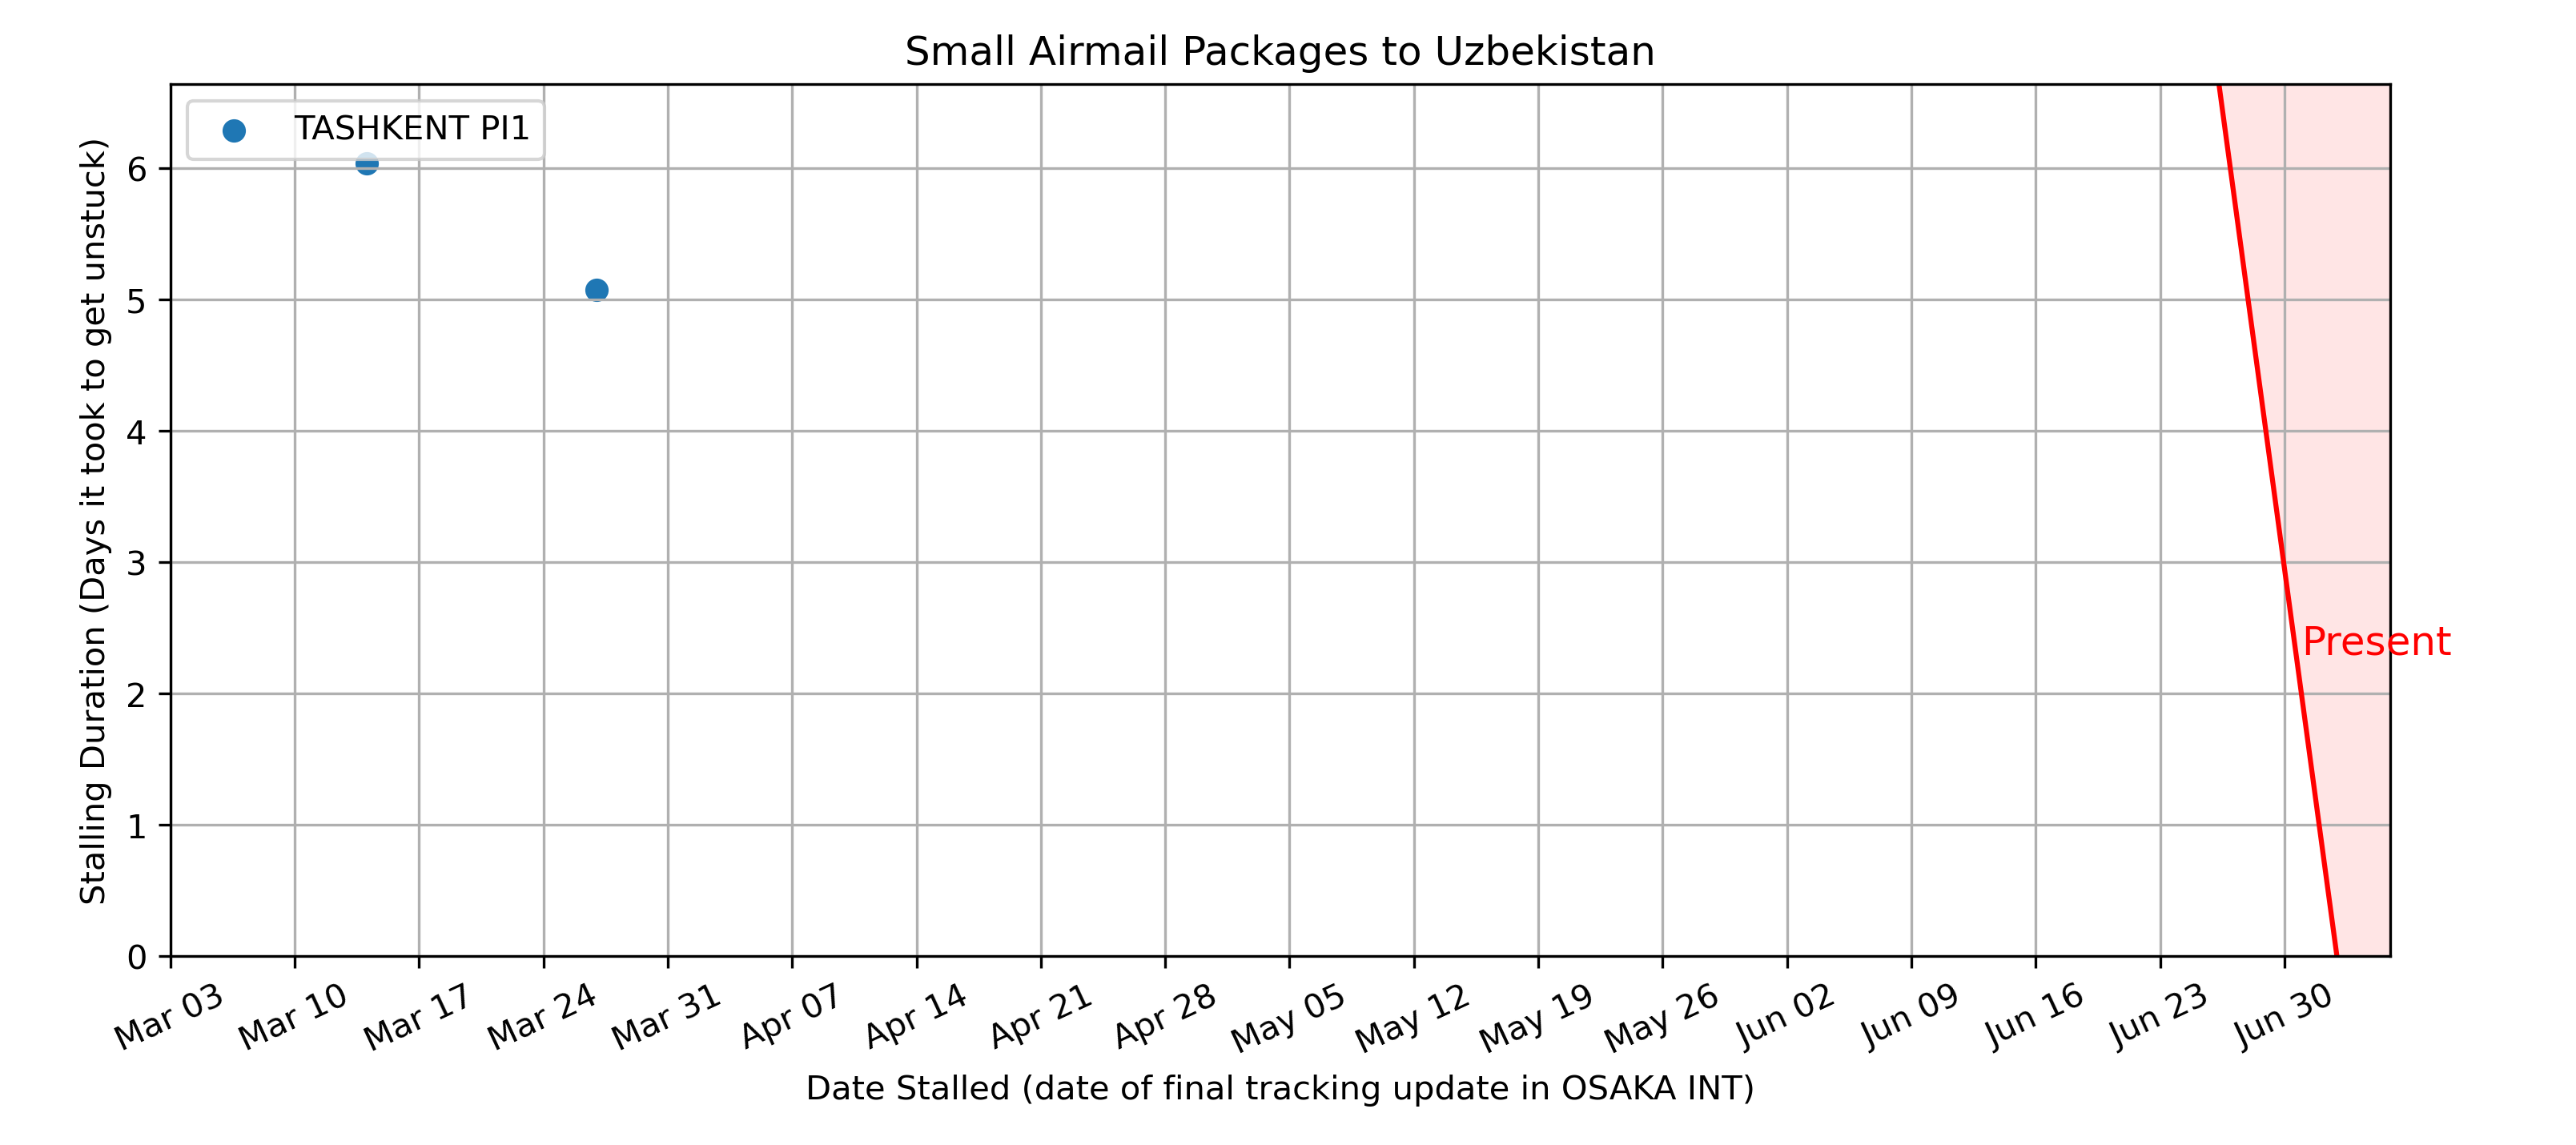 Small Airmail Packages to Uzbekistan
TASHKENT PI1
Stalling Duration (Days it took to get unstuck)
6
5
4
3
2
1
0
Present
Mar 03
Mar 10
Mar 17
Mar 24
Mar 31
Apr 07
Apr 14
Apr 21
Apr 28
May 05
May 12
May 19
May 26
Jun 02
Jun 09
Jun 16
Jun 23
Jun 30
Date Stalled (date of final tracking update in OSAKA INT)